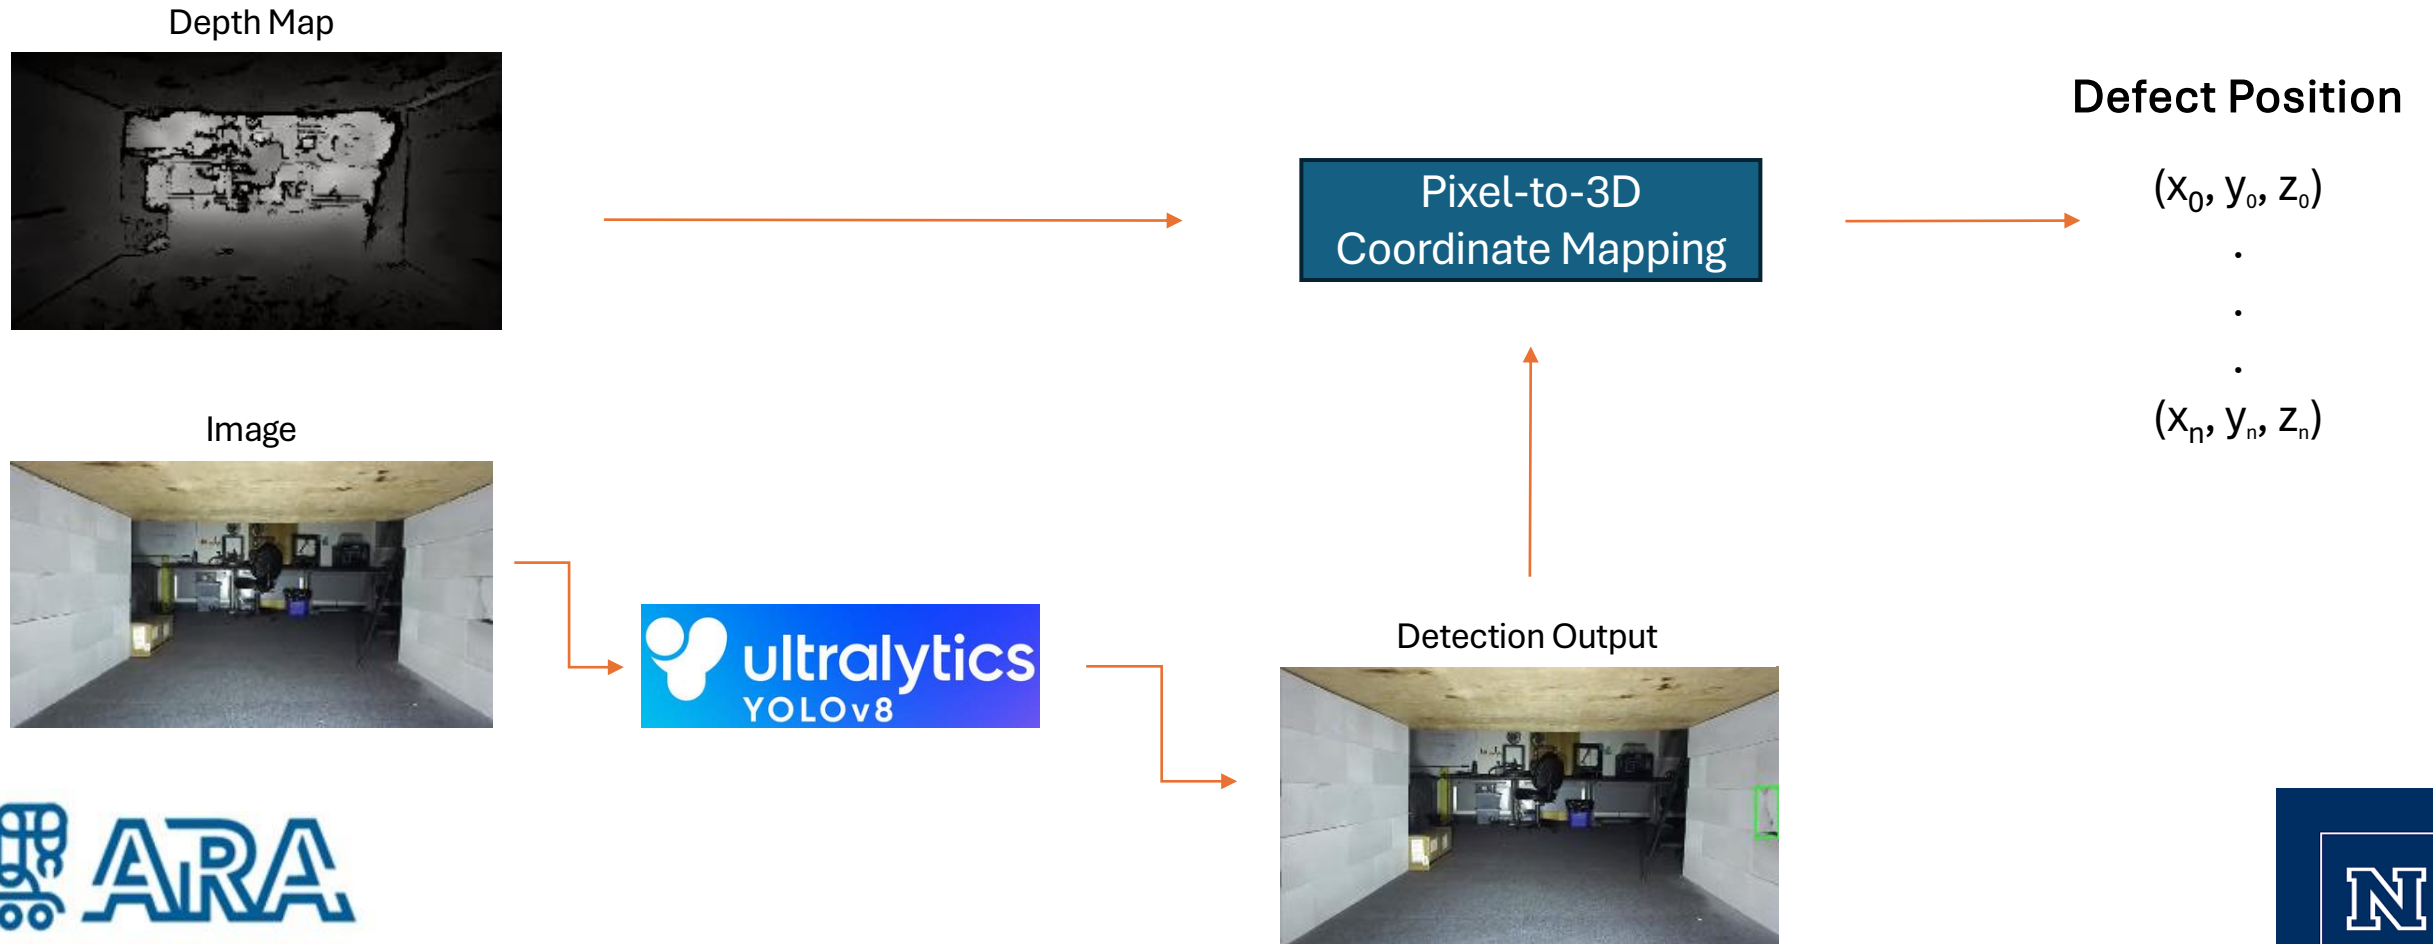 Depth Map
Defect Position
Pixel-to-3D
Coordinate Mapping
(x₀, y₀, z₀)
.
.
.
(xₙ, yₙ, zₙ)
Image
ultralytics
YOLOv8
Detection Output
ARA
N